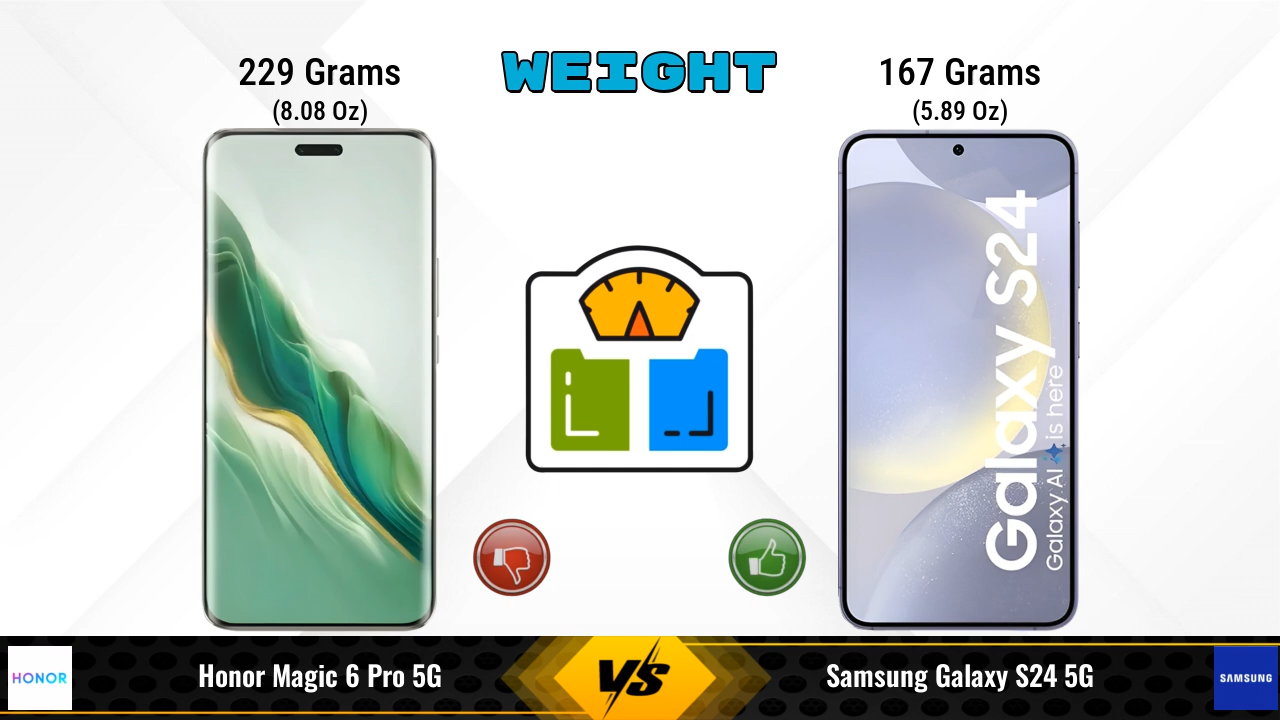 WEIGHT
229 Grams
(8.08 Oz)
167 Grams
(5.89 Oz)
Galaxy S24
Galaxy AI is here
HONOR
Honor Magic 6 Pro 5G
VS
Samsung Galaxy S24 5G
SAMSUNG